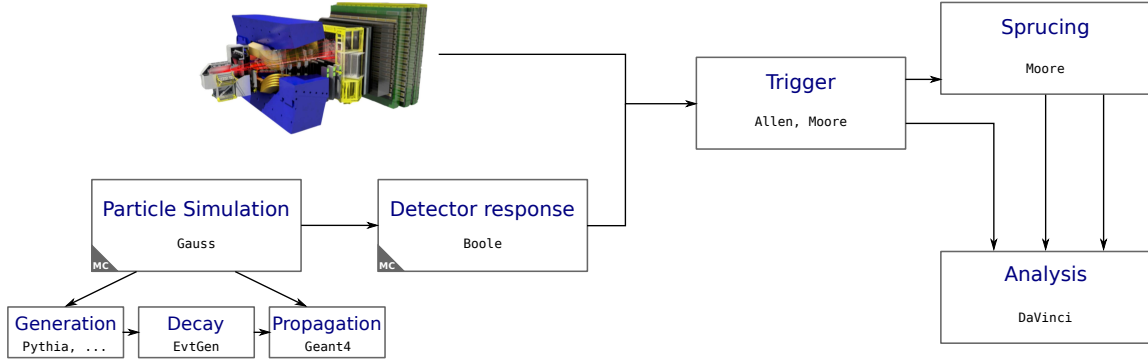 Sprucing
Moore
Trigger
Allen, Moore
Particle Simulation
Gauss
MC
Detector response
Boole
MC
Analysis
DaVinci
Generation
Pythia, ...
Decay
EvtGen
Propagation
Geant4